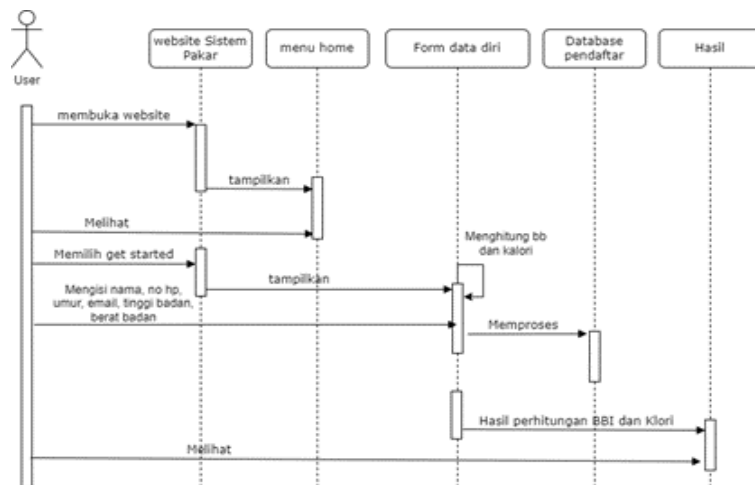 User
website Sistem
Pakar
menu home
Form data diri
Database
pendaftar
Hasil
membuka website
tampilkan
Melihat
Menghitung bb
dan kalori
Memilih get started
tampilkan
Mengisi nama, no hp,
umur, email, tinggi badan,
berat badan
Memproses
Hasil perhitungan BBI dan Klori
Melihat